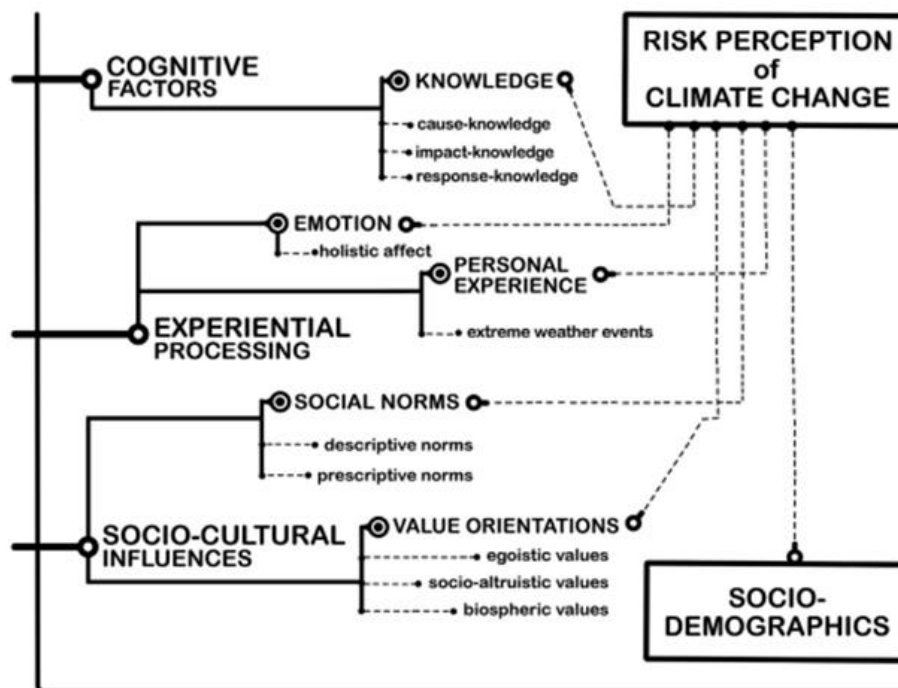 RISK PERCEPTION
of
CLIMATE CHANGE
COGNITIVE
FACTORS
KNOWLEDGE
cause-knowledge
impact-knowledge
response-knowledge
EMOTION
holistic affect
PERSONAL
EXPERIENCE
extreme weather events
EXPERIENTIAL
PROCESSING
SOCIAL NORMS
descriptive norms
prescriptive norms
SOCIO-CULTURAL
INFLUENCES
VALUE ORIENTATIONS
egoistic values
socio-altruistic values
biospheric values
SOCIO-
DEMOGRAPHICS